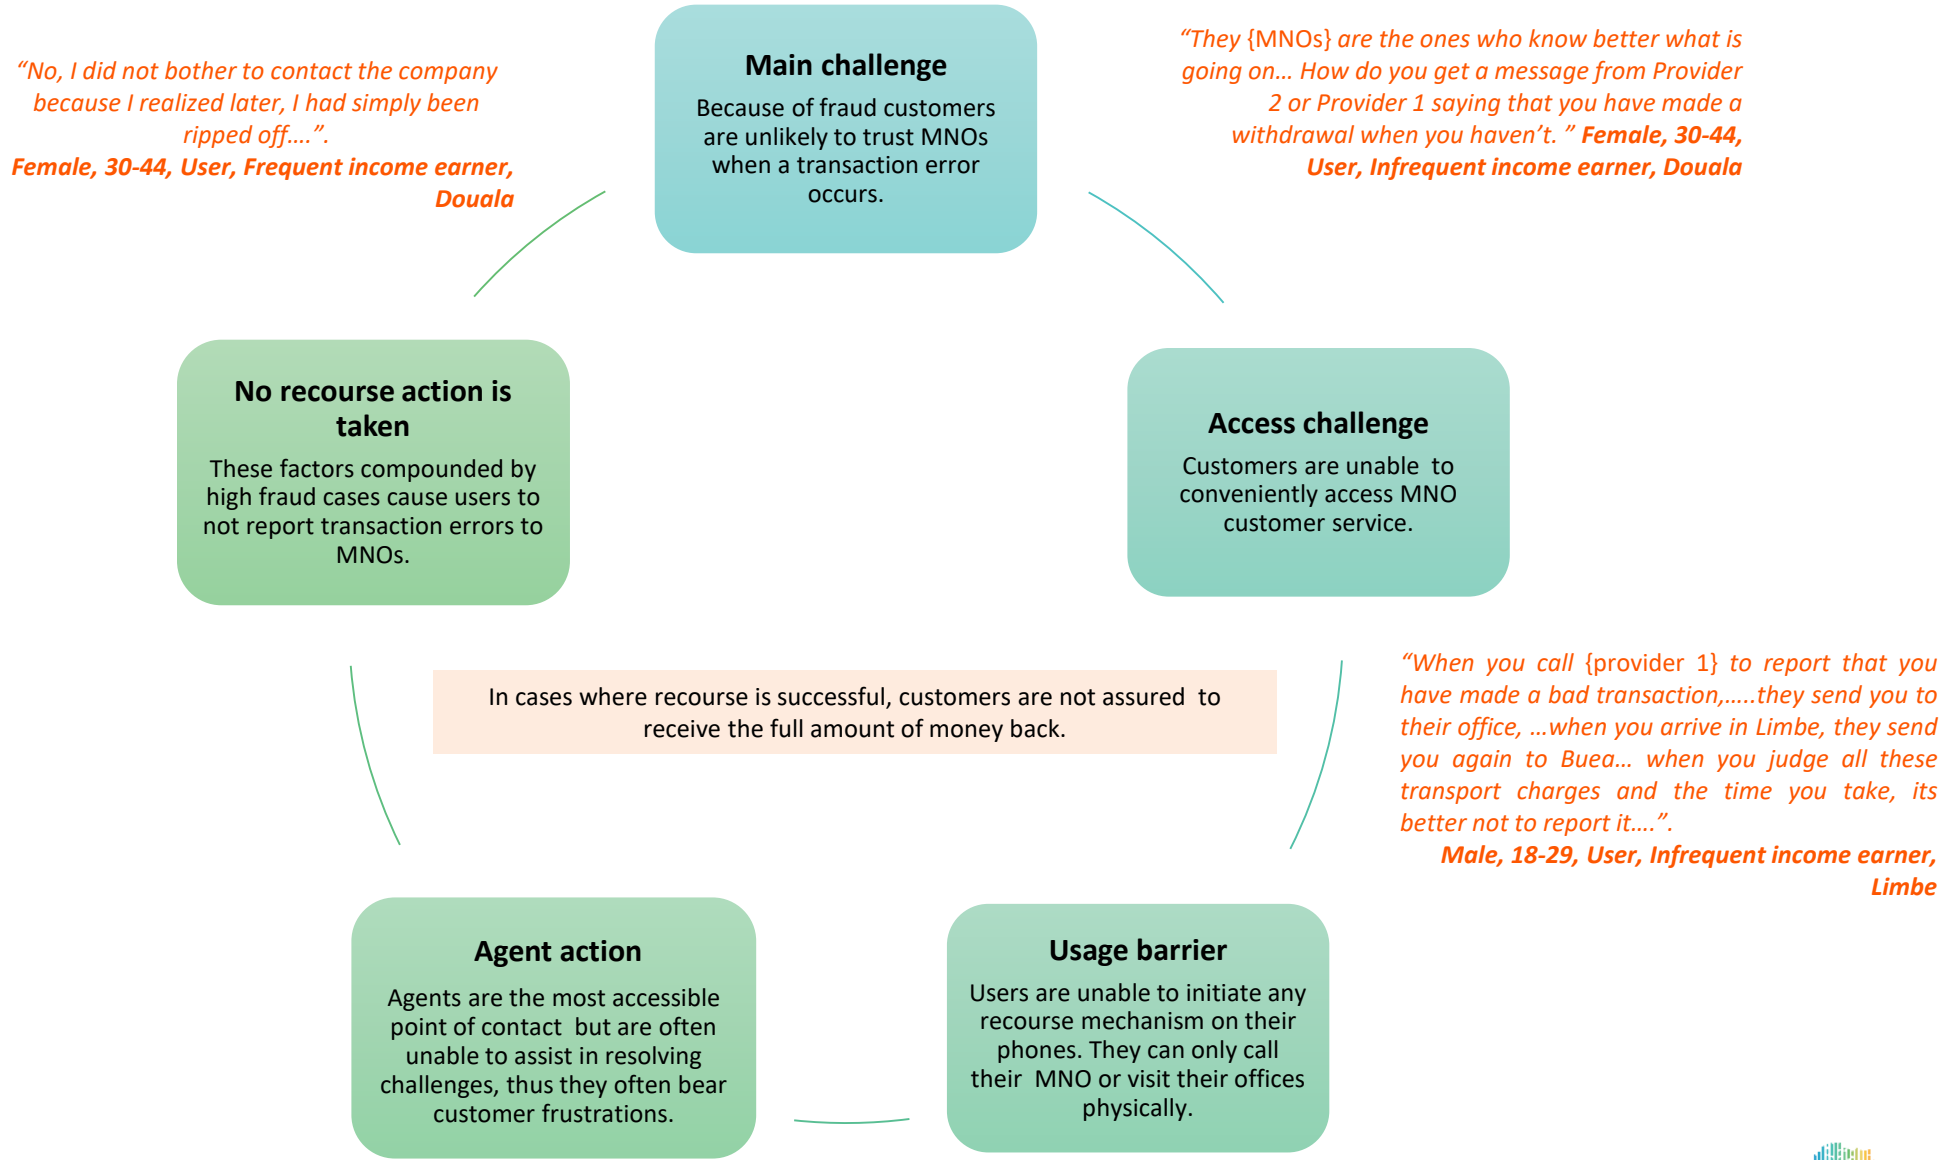 “No, I did not bother to contact the company
because I realized later, I had simply been
ripped off….”.
Female, 30-44, User, Frequent income earner,
Douala
Main challenge
Because of fraud customers
are unlikely to trust MNOs
when a transaction error
occurs.
“They {MNOs} are the ones who know better what is
going on… How do you get a message from Provider
2 or Provider 1 saying that you have made a
withdrawal when you haven’t. ” Female, 30-44,
User, Infrequent income earner, Douala
No recourse action is
taken
These factors compounded by
high fraud cases cause users to
not report transaction errors to
MNOs.
Access challenge
Customers are unable to
conveniently access MNO
customer service.
In cases where recourse is successful, customers are not assured to
receive the full amount of money back.
“When you call {provider 1} to report that you
have made a bad transaction,…..they send you to
their office, …when you arrive in Limbe, they send
you again to Buea… when you judge all these
transport charges and the time you take, its
better not to report it….”.
Male, 18-29, User, Infrequent income earner,
Limbe
Agent action
Agents are the most accessible
point of contact but are often
unable to assist in resolving
challenges, thus they often bear
customer frustrations.
Usage barrier
Users are unable to initiate any
recourse mechanism on their
phones. They can only call
their MNO or visit their offices
physically.